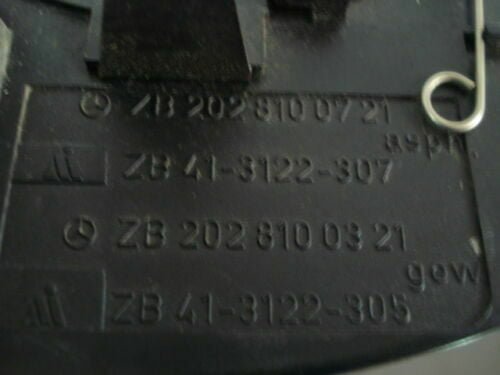 ZB 202 810 07 21
asph
ZB 41-3122-307
ZB 202 810 03 21
gew
ZB 41-3122-305